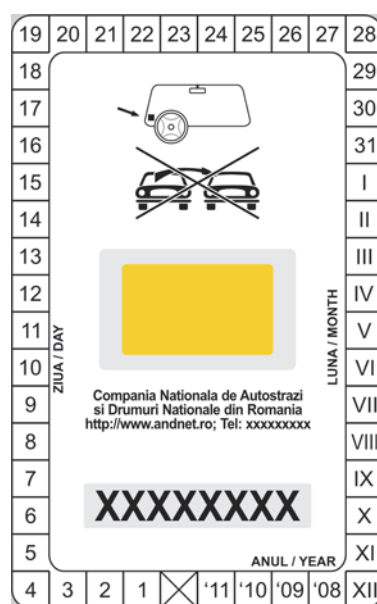 19 20 21 22 23 24 25 26 27 28
18 29
17 30
16 31
15 I
14 II
13 III
12 IV
11 V
10 VI
9 VII
8 VIII
7 IX
6 X
5 XI
4 3 2 1 '11 '10 '09 '08 XII
ZIUA / DAY
LUNA / MONTH
Compania Nationala de Autostrazi
si Drumuri Nationale din Romania
http://www.andnet.ro; Tel: xxxxxxxxx
XXXXXXXX
ANUL / YEAR